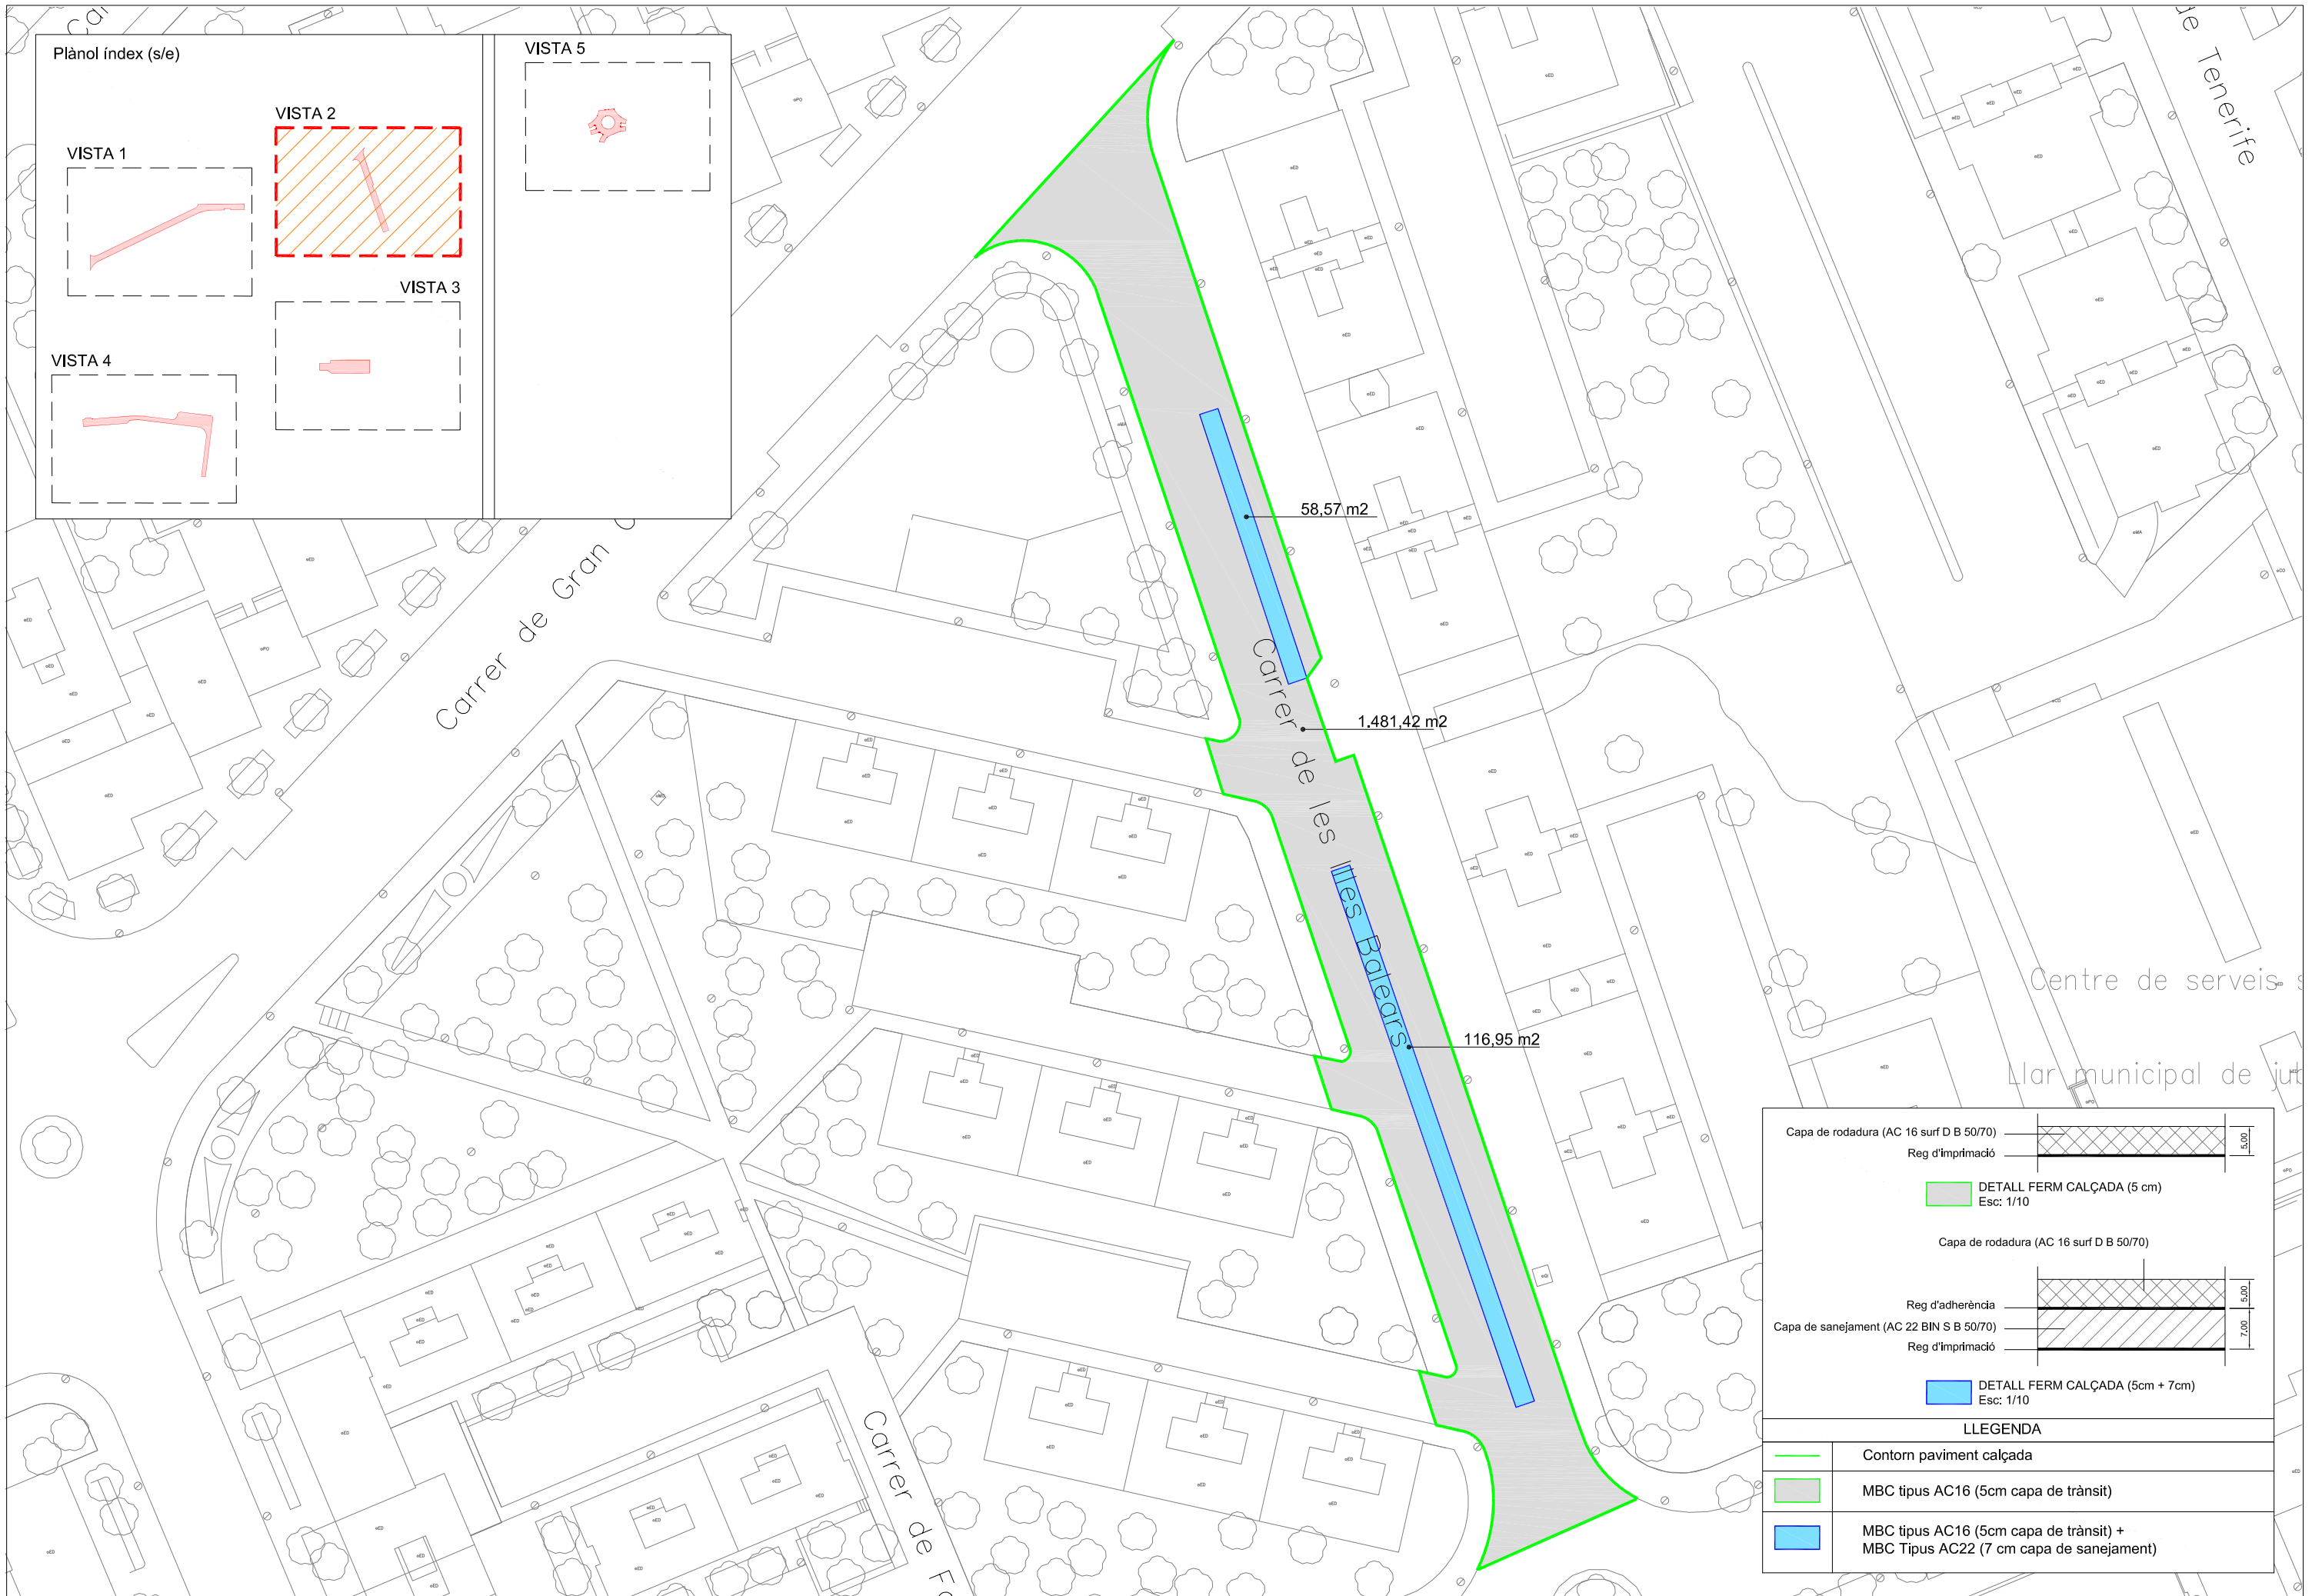 Plànol índex (s/e)
VISTA 5
VISTA 2
VISTA 1
VISTA 3
VISTA 4
de Tenerife
Carrer de Gran
58,57 m2
Carrer de les Illes Balears
1.481,42 m2
116,95 m2
Centre de serveis
Llar municipal de
Carrer de
Capa de rodadura (AC 16 surf D B 50/70)
Reg d'imprimació
5,00
DETALL FERM CALÇADA (5 cm)
Esc: 1/10
Capa de rodadura (AC 16 surf D B 50/70)
Reg d'adherència
5,00
Capa de sanejament (AC 22 BIN S B 50/70)
7,00
Reg d'imprimació
DETALL FERM CALÇADA (5cm + 7cm)
Esc: 1/10
LLEGENDA
Contorn paviment calçada
MBC tipus AC16 (5cm capa de trànsit)
MBC tipus AC16 (5cm capa de trànsit) +
MBC Tipus AC22 (7 cm capa de sanejament)